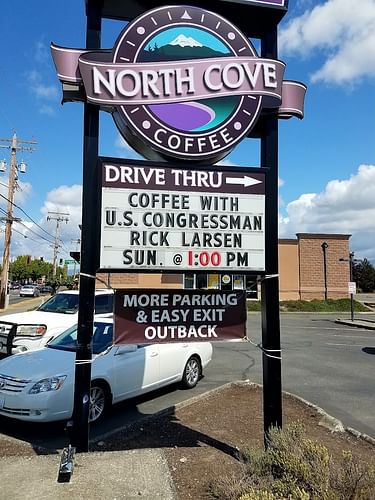 NORTH COVE
COFFEE
DRIVE THRU
COFFEE WITH
U.S. CONGRESSMAN
RICK LARSEN
SUN. @ 1:00 PM
MORE PARKING
& EASY EXIT
OUTBACK